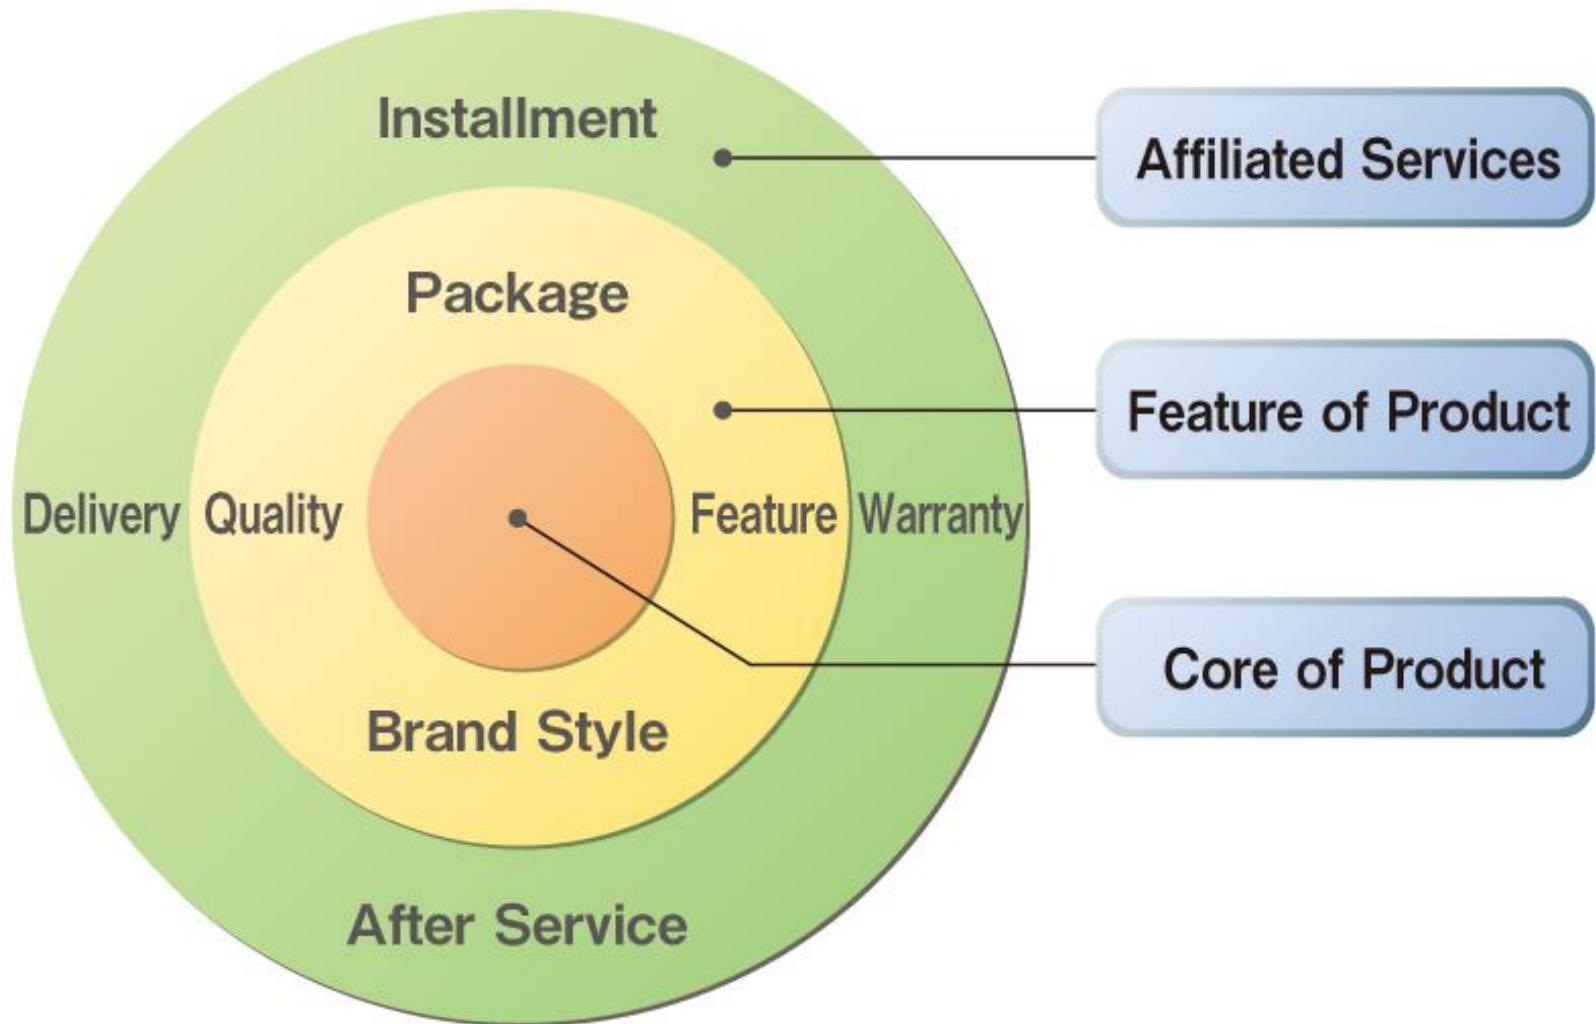 Installment
Affiliated Services
Package
Feature of Product
Delivery
Quality
Feature
Warranty
Core of Product
Brand Style
After Service